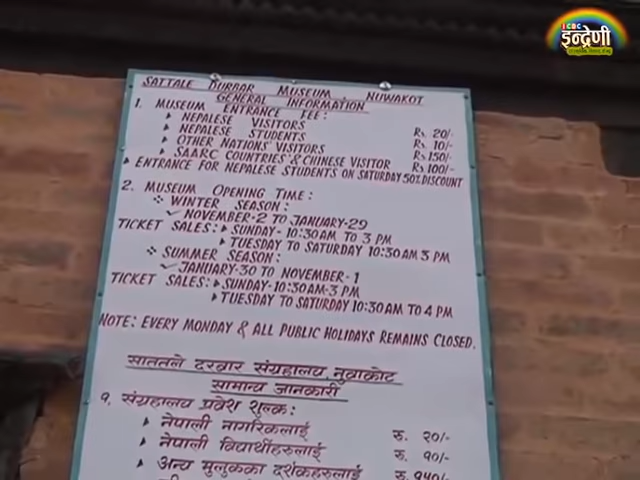 CDC
इन्द्रेणी
SATTALE DURBAR MUSEUM, NUWAKOT
GENERAL INFORMATION
1. MUSEUM ENTRANCE FEE:
NEPALESE VISITORS Rs. 20/-
NEPALESE STUDENTS Rs. 10/-
OTHER NATIONS VISITORS Rs. 150/-
SAARC COUNTRIES & CHINESE VISITOR Rs. 100/-
ENTRANCE FOR NEPALESE STUDENTS ON SATURDAY 50% DISCOUNT
2. MUSEUM OPENING TIME:
WINTER SEASON:
✓ NOVEMBER-2 TO JANUARY-29
TICKET SALES: SUNDAY - 10:30 AM TO 3 PM
TUESDAY TO SATURDAY 10:30 AM 3 PM
SUMMER SEASON:
✓ JANUARY-30 TO NOVEMBER - 1
TICKET SALES: SUNDAY-10:30 AM-3 PM
TUESDAY TO SATURDAY 10:30 AM TO 4 PM
NOTE: EVERY MONDAY & ALL PUBLIC HOLIDAYS REMAINS CLOSED.
सातताले दरबार संग्रहालय, नुवाकोट
सामान्य जानकारी
१. संग्रहालय प्रवेश शुल्क:
नेपाली नागरिकलाई रु. २०/-
नेपाली विद्यार्थीलाई रु. १०/-
अन्य मुलुकका दर्शकहरूलाई रु. १५०/-